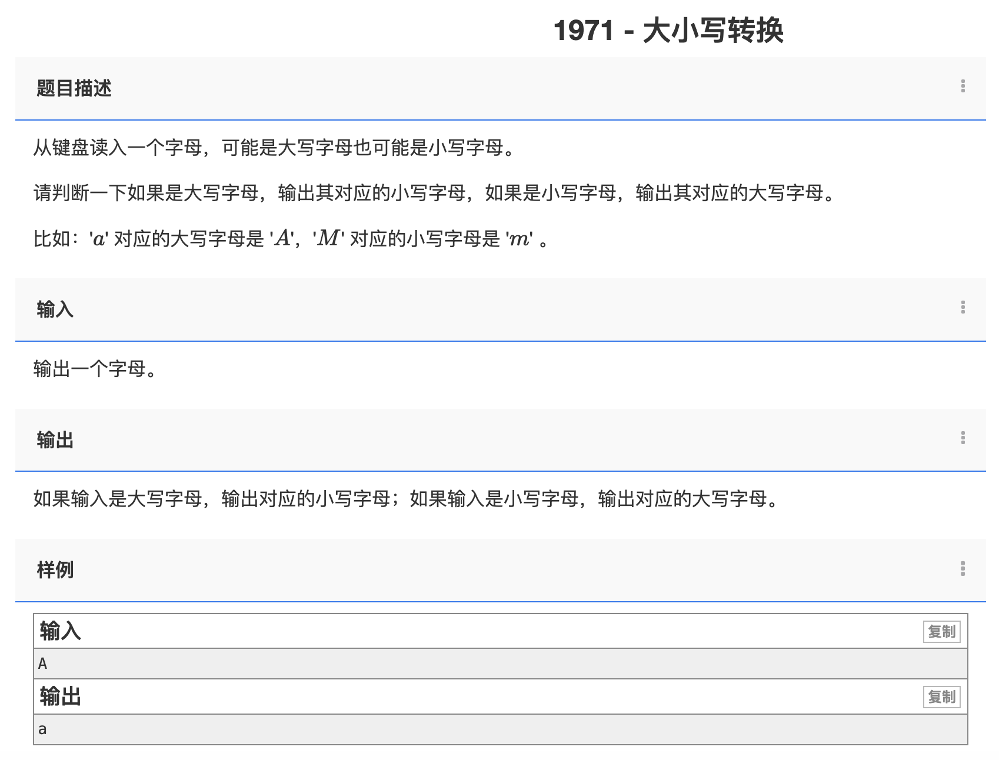 1971 - 大小写转换
题目描述
从键盘读入一个字母，可能是大写字母也可能是小写字母。
请判断一下如果是大写字母，输出其对应的小写字母，如果是小写字母，输出其对应的大写字母。
比如：'a' 对应的大写字母是 'A'，'M' 对应的小写字母是 'm' 。
输入
输出一个字母。
输出
如果输入是大写字母，输出对应的小写字母；如果输入是小写字母，输出对应的大写字母。
样例
输入 复制
A
输出 复制
a